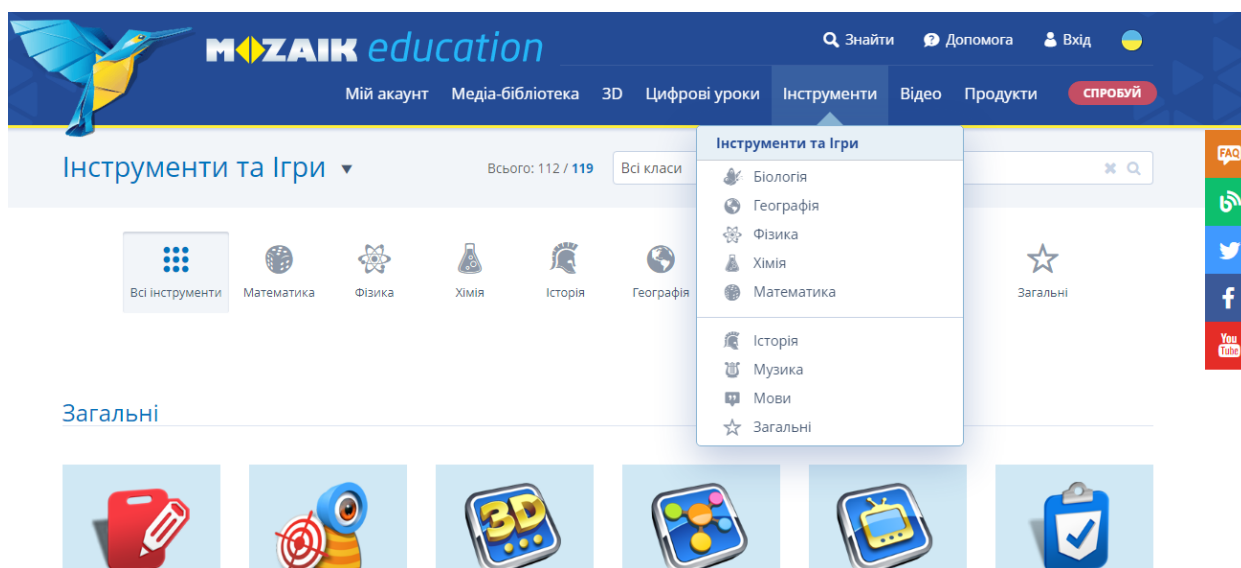 MOZAIK education
Знайти Допомога Вхід
Мій акаунт Медіа-бібліотека 3D Цифрові уроки Інструменти Відео Продукти СПРОБУЙ
Інструменти та Ігри
Всього: 112 / 119
Всі класи
Інструменти та Ігри
Біологія
Географія
Фізика
Хімія
Математика
Історія
Музика
Мови
Загальні
Всі інструменти Математика Фізика Хімія Історія Географія Загальні
Загальні
3D
FAQ
You
Tube